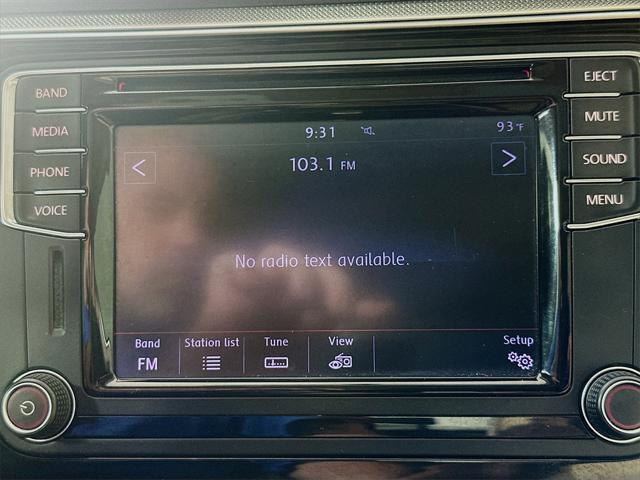 BAND
MEDIA
PHONE
VOICE
EJECT
MUTE
SOUND
MENU
9:31
93°F
103.1 FM
No radio text available.
Band
FM
Station list
Tune
View
Setup